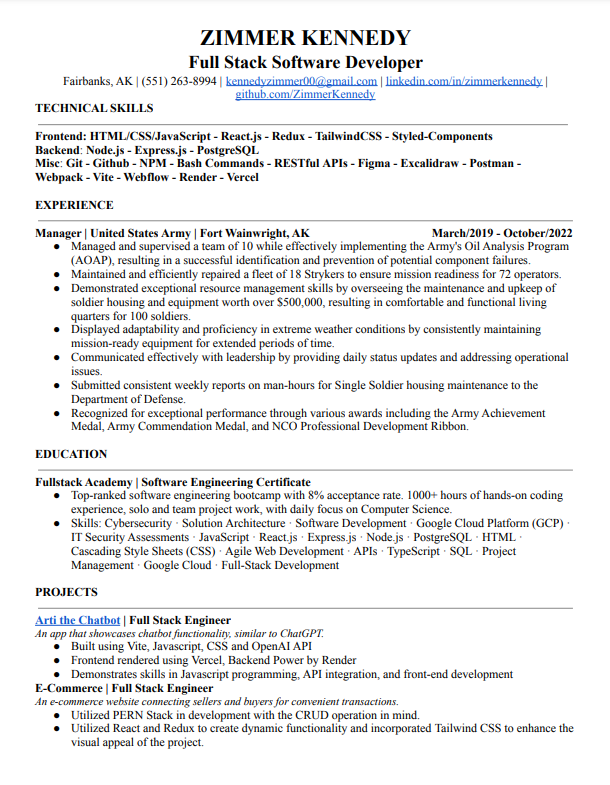 ZIMMER KENNEDY
Full Stack Software Developer
Fairbanks, AK | (551) 263-8994 | kennedyzimmer00@gmail.com | linkedin.com/in/zimmerkennedy |
github.com/ZimmerKennedy
TECHNICAL SKILLS
Frontend: HTML/CSS/JavaScript - React.js - Redux - TailwindCSS - Styled-Components
Backend: Node.js - Express.js - PostgreSQL
Misc: Git - Github - NPM - Bash Commands - RESTful APIs - Figma - Excalidraw - Postman -
Webpack - Vite - Webflow - Render - Vercel
EXPERIENCE
Manager | United States Army | Fort Wainwright, AK March/2019 - October/2022
● Managed and supervised a team of 10 while effectively implementing the Army's Oil Analysis Program
(AOAP), resulting in a successful identification and prevention of potential component failures.
● Maintained and efficiently repaired a fleet of 18 Strykers to ensure mission readiness for 72 operators.
● Demonstrated exceptional resource management skills by overseeing the maintenance and upkeep of
soldier housing and equipment worth over $500,000, resulting in comfortable and functional living
quarters for 100 soldiers.
● Displayed adaptability and proficiency in extreme weather conditions by consistently maintaining
mission-ready equipment for extended periods of time.
● Communicated effectively with leadership by providing daily status updates and addressing operational
issues.
● Submitted consistent weekly reports on man-hours for Single Soldier housing maintenance to the
Department of Defense.
● Recognized for exceptional performance through various awards including the Army Achievement
Medal, Army Commendation Medal, and NCO Professional Development Ribbon.
EDUCATION
Fullstack Academy | Software Engineering Certificate
● Top-ranked software engineering bootcamp with 8% acceptance rate. 1000+ hours of hands-on coding
experience, solo and team project work, with daily focus on Computer Science.
● Skills: Cybersecurity · Solution Architecture · Software Development · Google Cloud Platform (GCP) ·
IT Security Assessments · JavaScript · React.js · Express.js · Node.js · PostgreSQL · HTML ·
Cascading Style Sheets (CSS) · Agile Web Development · APIs · TypeScript · SQL · Project
Management · Google Cloud · Full-Stack Development
PROJECTS
Arti the Chatbot | Full Stack Engineer
An app that showcases chatbot functionality, similar to ChatGPT.
● Built using Vite, Javascript, CSS and OpenAI API
● Frontend rendered using Vercel, Backend Power by Render
● Demonstrates skills in Javascript programming, API integration, and front-end development
E-Commerce | Full Stack Engineer
An e-commerce website connecting sellers and buyers for convenient transactions.
● Utilized PERN Stack in development with the CRUD operation in mind.
● Utilized React and Redux to create dynamic functionality and incorporated Tailwind CSS to enhance the
visual appeal of the project.